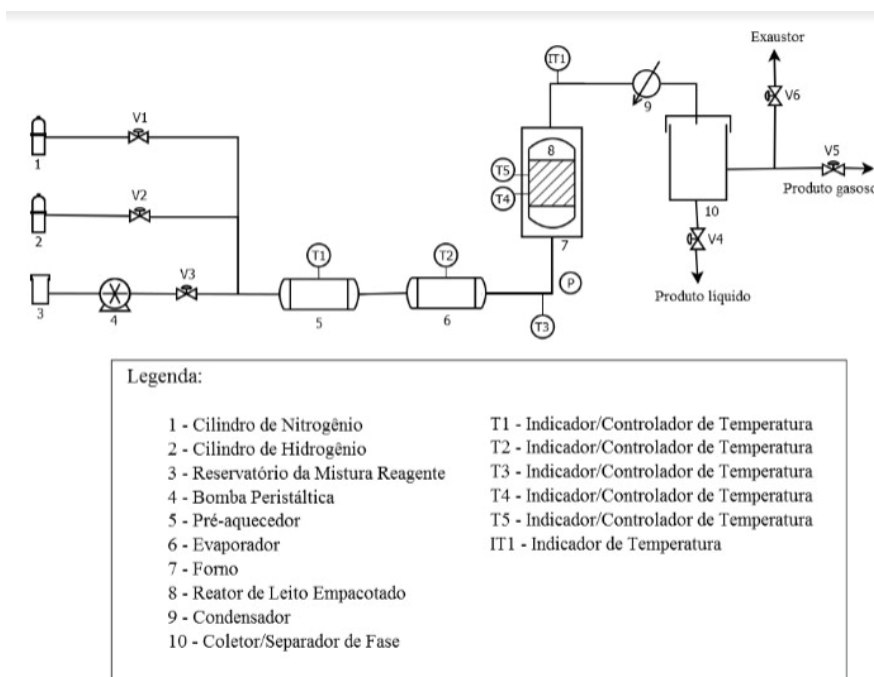 Exaustor
IT1
V6
9
V1
1
8
V5
T5
Produto gasoso
T4
V2
10
2
7
V4
T1
T2
V3
P
Produto líquido
3
4
5
6
T3
Legenda:
1 - Cilindro de Nitrogênio
2 - Cilindro de Hidrogênio
3 - Reservatório da Mistura Reagente
4 - Bomba Peristáltica
5 - Pré-aquecedor
6 - Evaporador
7 - Forno
8 - Reator de Leito Empacotado
9 - Condensador
10 - Coletor/Separador de Fase
T1 - Indicador/Controlador de Temperatura
T2 - Indicador/Controlador de Temperatura
T3 - Indicador/Controlador de Temperatura
T4 - Indicador/Controlador de Temperatura
T5 - Indicador/Controlador de Temperatura
IT1 - Indicador de Temperatura